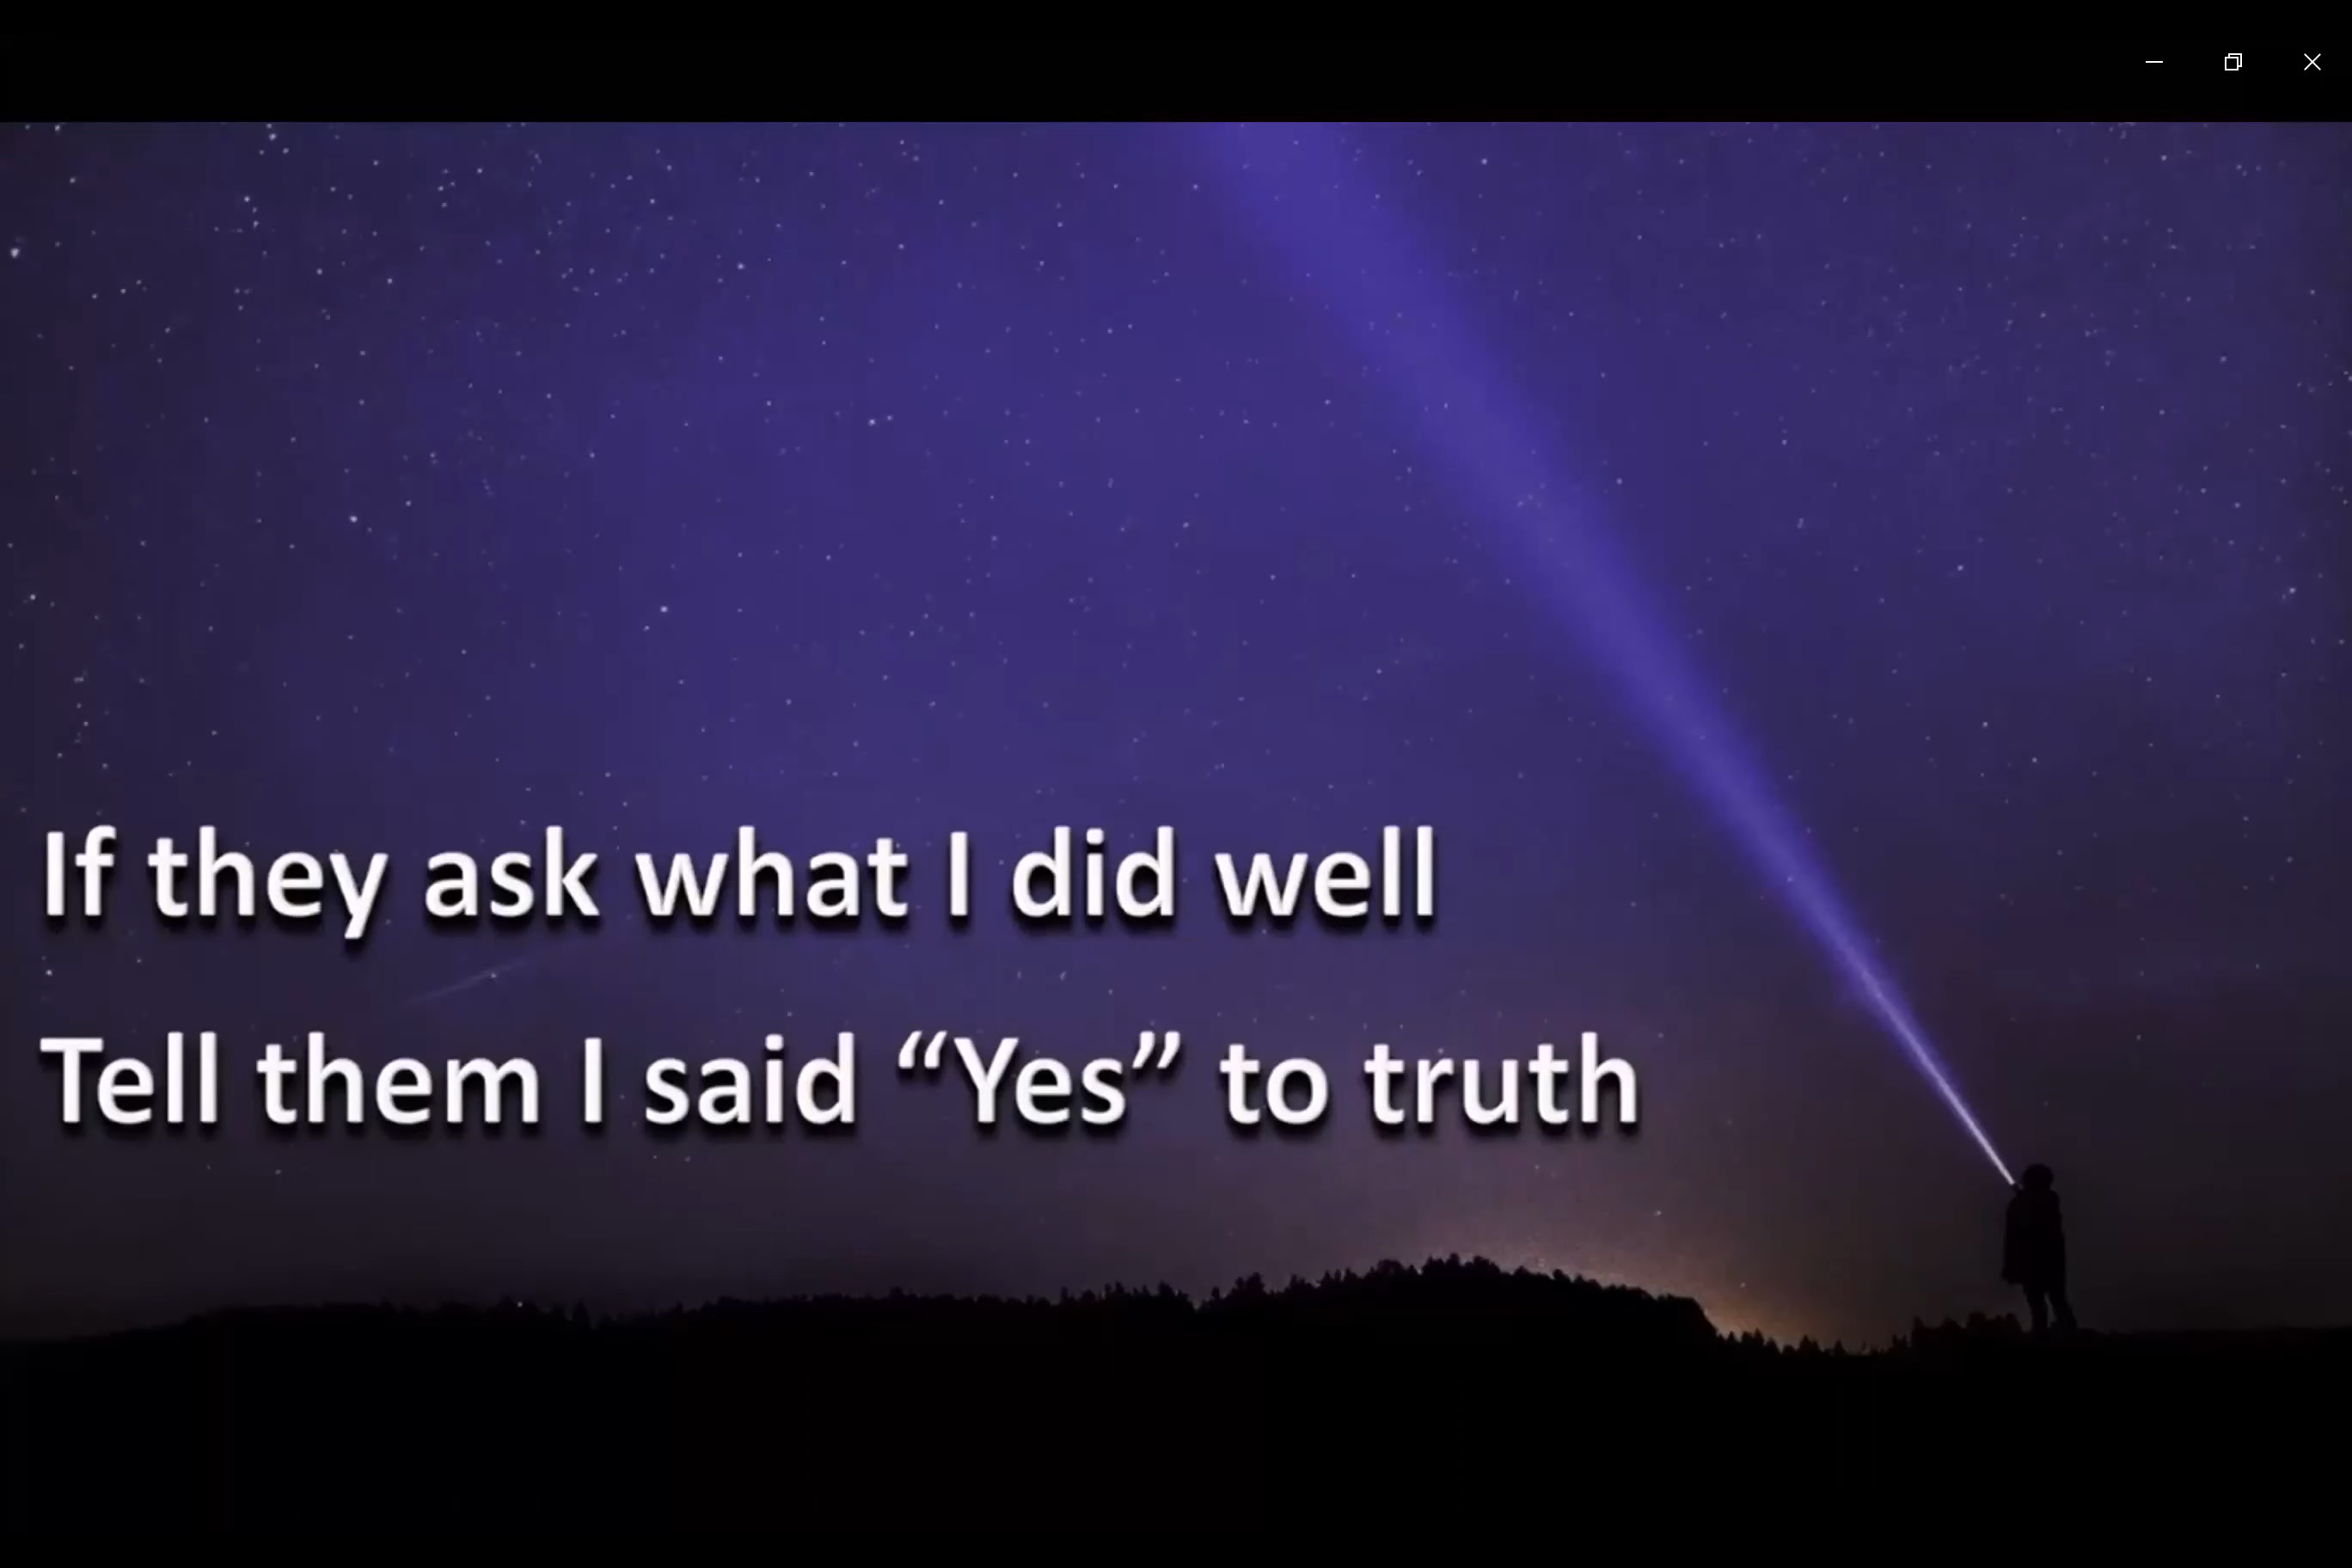 If they ask what I did well
Tell them I said “Yes” to truth